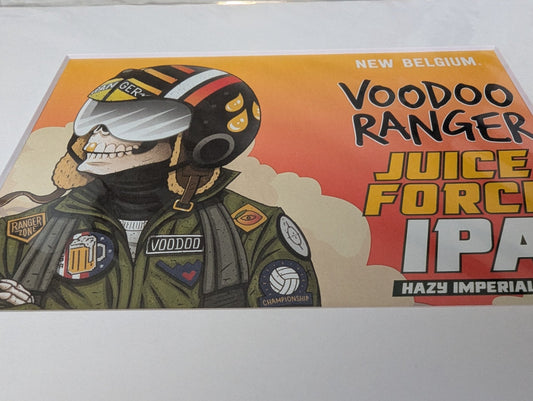 NEW BELGIUM
VOODOO
RANGER
JUICE
FORCE
IPA
HAZY IMPERIAL
RANGER
ZONE
VOODOO
CHAMPIONSHIP